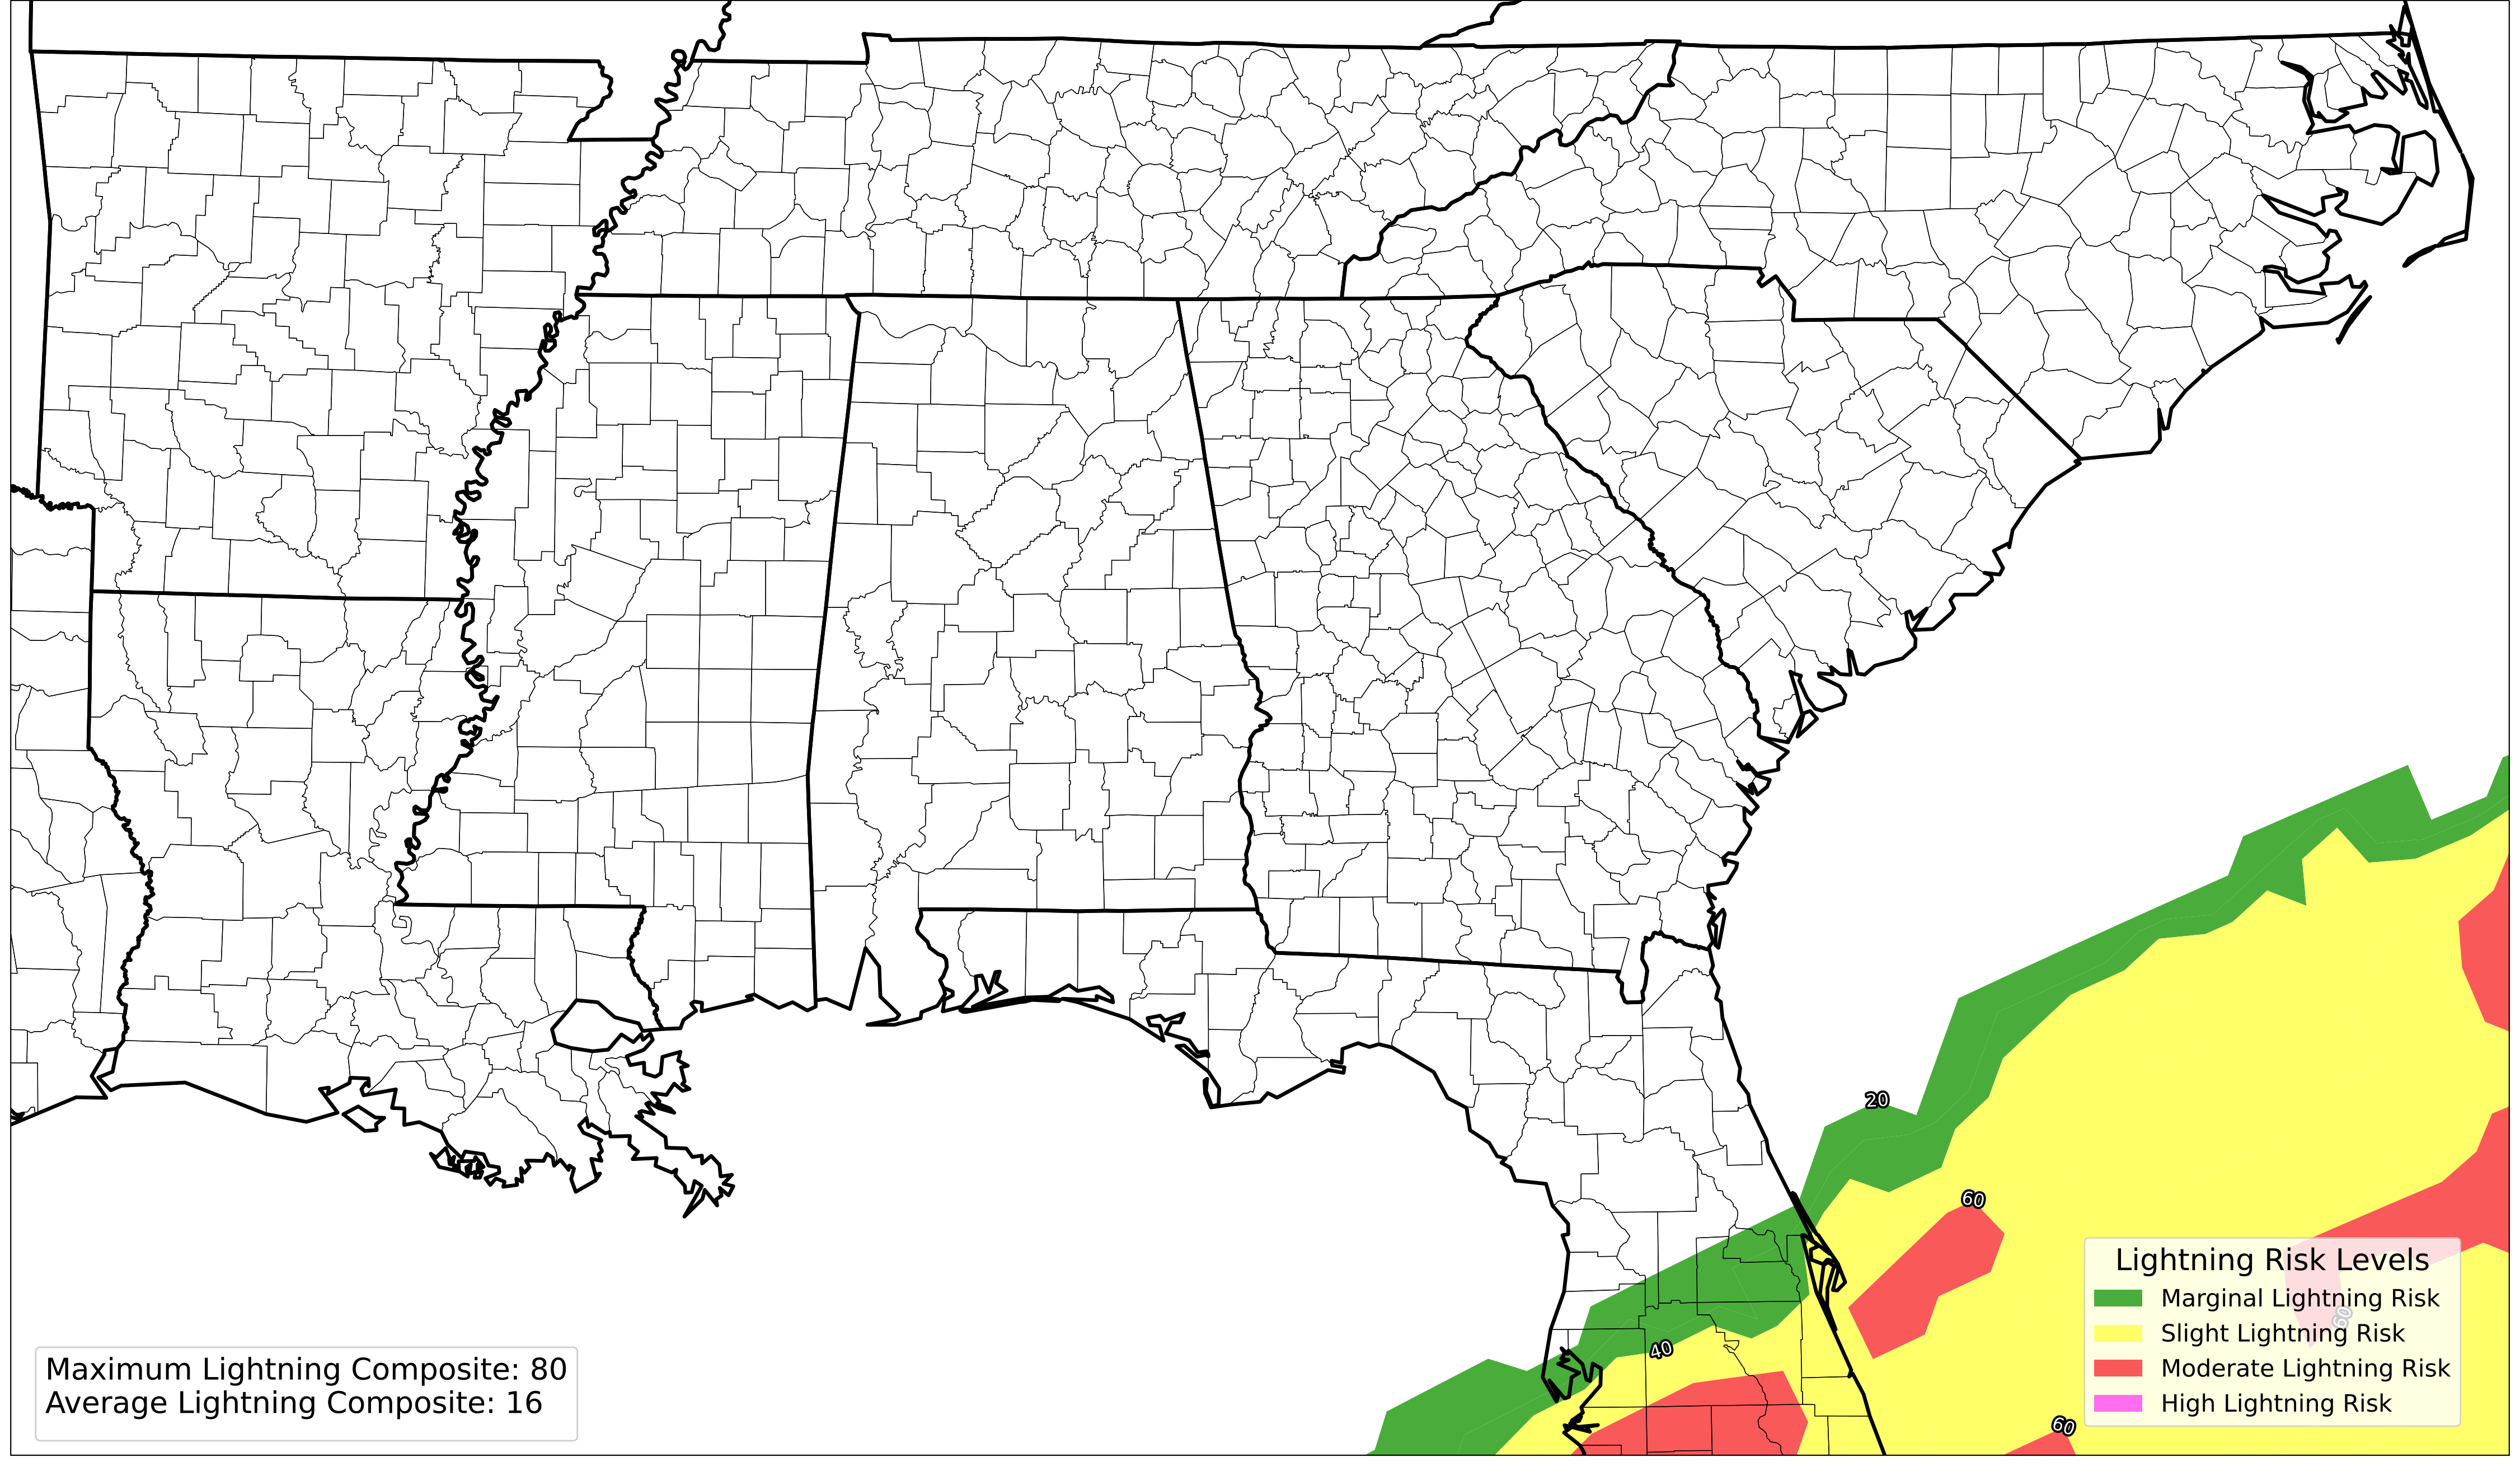 20
60
40
60
60
Lightning Risk Levels
Marginal Lightning Risk
Slight Lightning Risk
Moderate Lightning Risk
High Lightning Risk
Maximum Lightning Composite: 80
Average Lightning Composite: 16